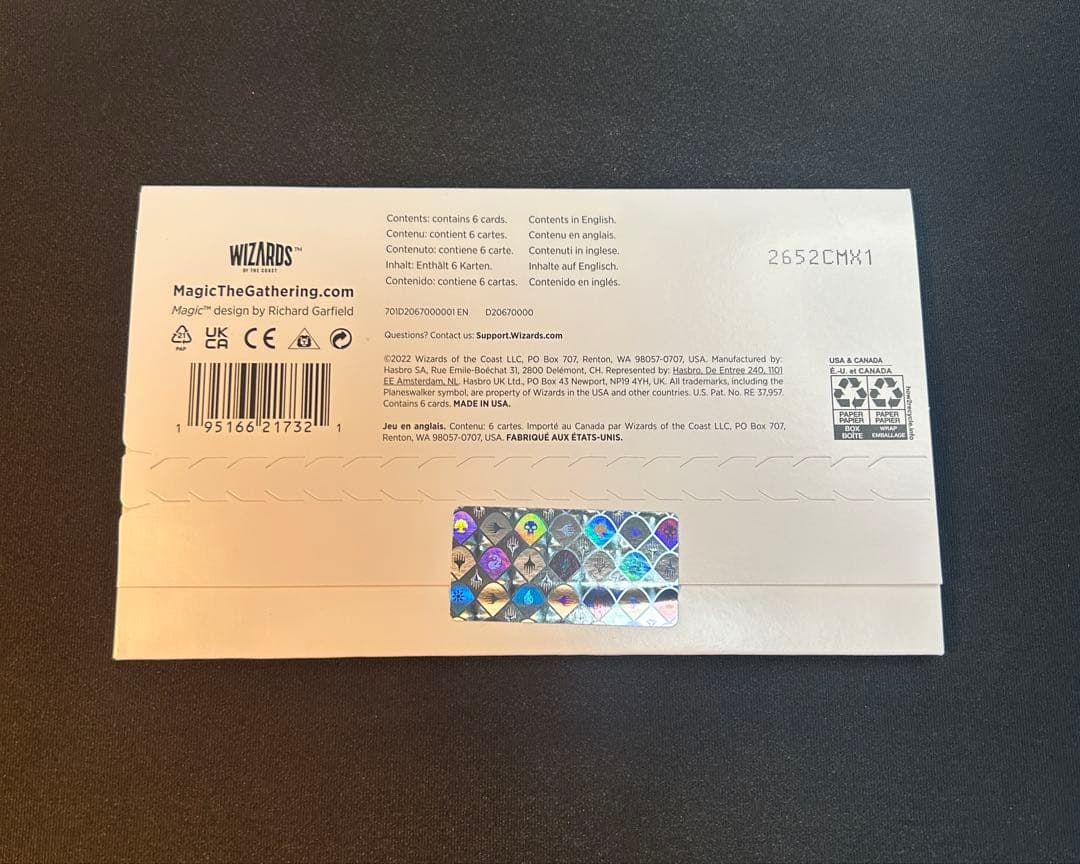 WIZARDS™
OF THE COAST
MagicTheGathering.com
Magic™ design by Richard Garfield
21
PAP
UK
CA
CE
1 95166 21732 1
Contents: contains 6 cards. Contents in English.
Contenu: contient 6 cartes. Contenu en anglais.
Contenuto: contiene 6 carte. Contenuti in inglese.
Inhalt: Enthält 6 Karten. Inhalte auf Englisch.
Contenido: contiene 6 cartas. Contenido en inglés.
701D2067000001 EN D20670000
Questions? Contact us: Support.Wizards.com
©2022 Wizards of the Coast LLC, PO Box 707, Renton, WA 98057-0707, USA. Manufactured by:
Hasbro SA, Rue Emile-Boéchat 31, 2800 Delémont, CH. Represented by: Hasbro, De Entree 240, 1101
EE Amsterdam, NL. Hasbro UK Ltd., PO Box 43 Newport, NP19 4YH, UK. All trademarks, including the
Planeswalker symbol, are property of Wizards in the USA and other countries. U.S. Pat. No. RE 37,957.
Contains 6 cards. MADE IN USA.
Jeu en anglais. Contenu: 6 cartes. Importé au Canada par Wizards of the Coast LLC, PO Box 707,
Renton, WA 98057-0707, USA. FABRIQUÉ AUX ÉTATS-UNIS.
2652CMX1
USA & CANADA
É.-U. et CANADA
PAPER PAPER
PAPIER PAPIER
BOX WRAP
BOÎTE EMBALLAGE
how2recycle.info